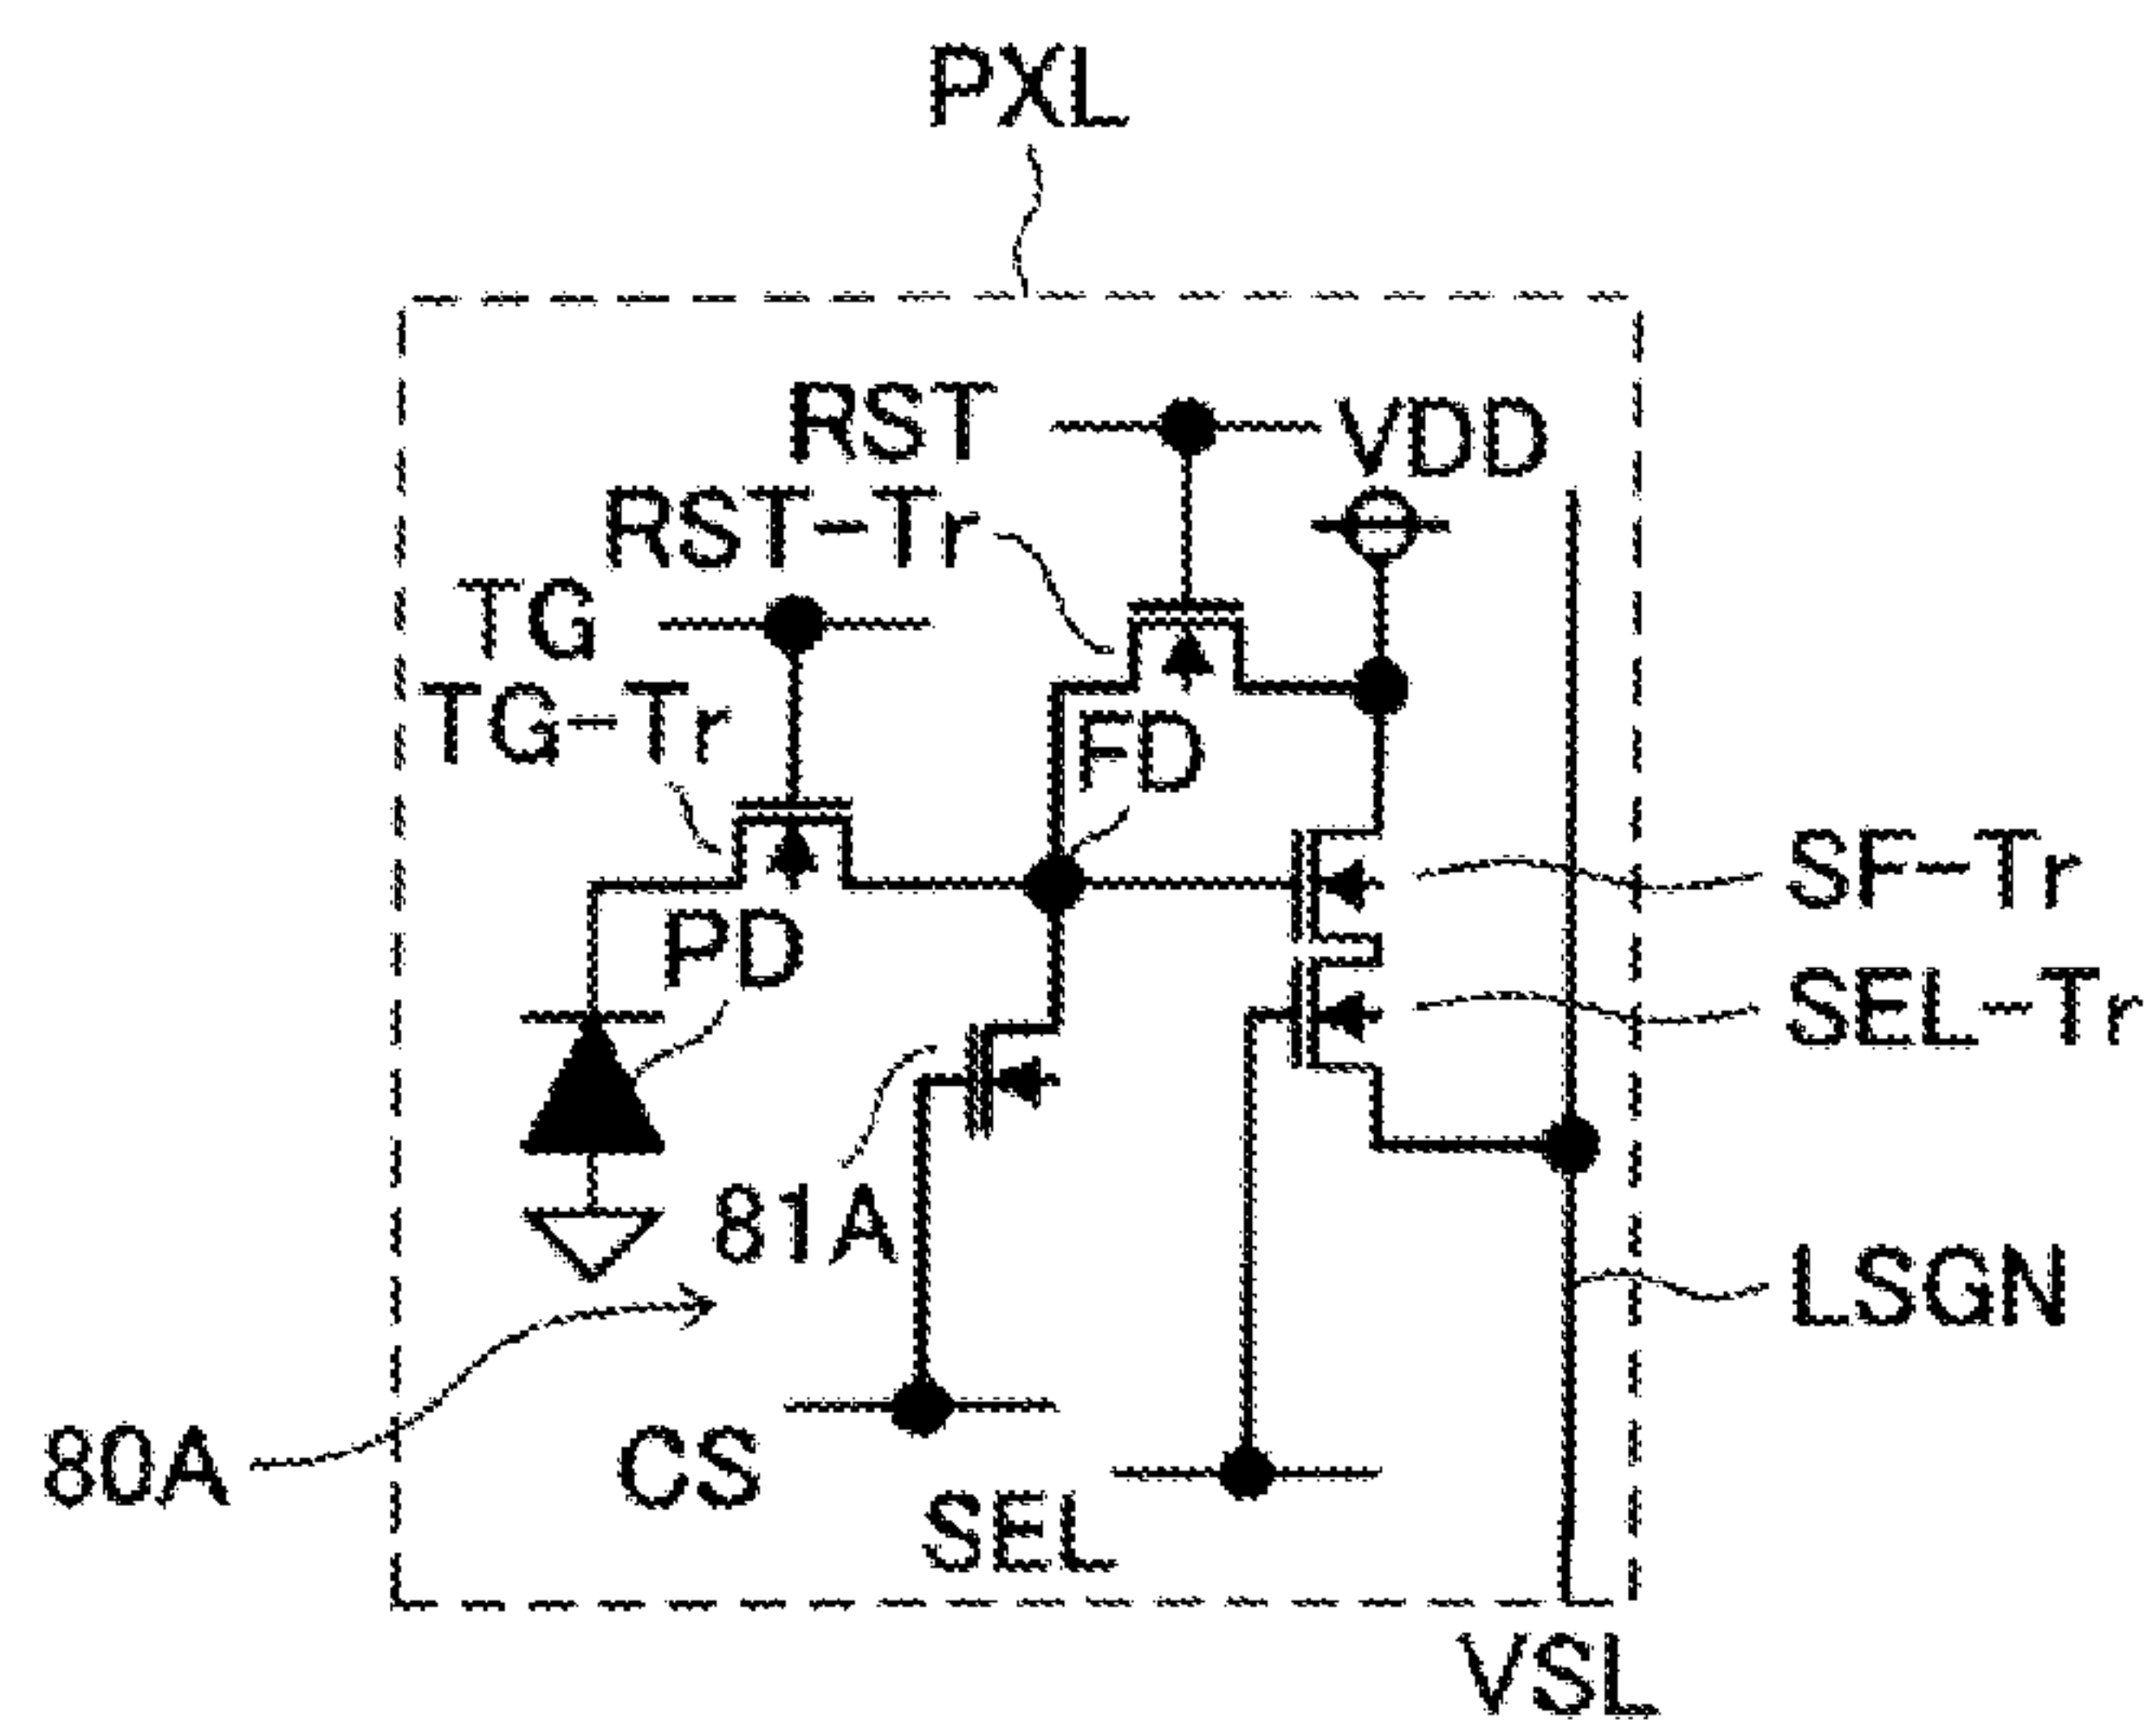 PXL
RST
VDD
RST-Tr
TG
TG-Tr
FD
SF-Tr
PD
SEL-Tr
81A
LSGN
80A
CS
SEL
VSL